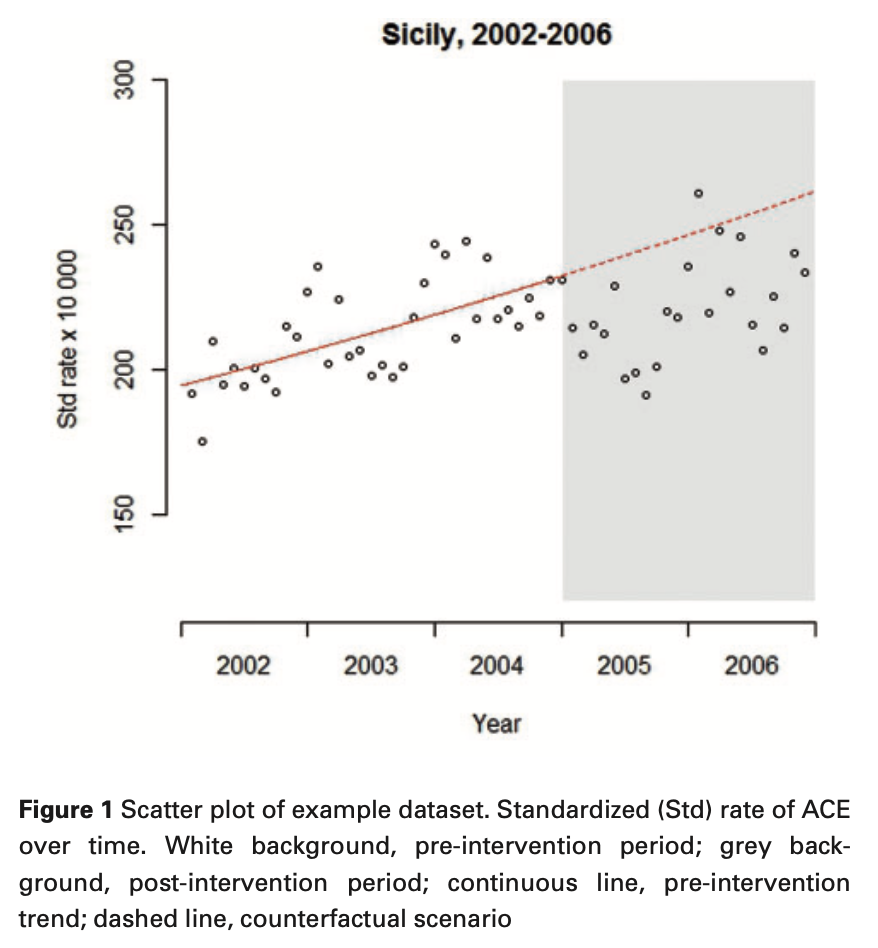 Sicily, 2002-2006
300
250
200
150
Std rate x 10 000
2002 2003 2004 2005 2006
Year
Figure 1 Scatter plot of example dataset. Standardized (Std) rate of ACE
over time. White background, pre-intervention period; grey back-
ground, post-intervention period; continuous line, pre-intervention
trend; dashed line, counterfactual scenario